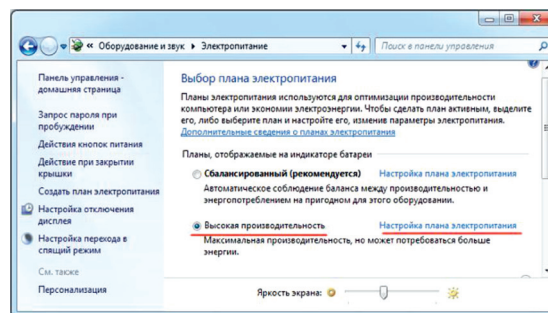 « Оборудование и звук ▸ Электропитание
Поиск в панели управления
Панель управления -
домашняя страница
Запрос пароля при
пробуждении
Действия кнопок питания
Действие при закрытии
крышки
Создать план электропитания
Настройка отключения
дисплея
Настройка перехода в
спящий режим
См. также
Персонализация
Выбор плана электропитания
Планы электропитания используются для оптимизации производительности
компьютера или экономии электроэнергии. Чтобы сделать план активным, выделите
его, либо выберите план и настройте его, изменив параметры электропитания.
Дополнительные сведения о планах электропитания
Планы, отображаемые на индикаторе батареи
Сбалансированный (рекомендуется) Настройка плана электропитания
Автоматическое соблюдение баланса между производительностью и
энергопотреблением на пригодном для этого оборудовании.
Высокая производительность Настройка плана электропитания
Максимальная производительность, но может потребоваться больше
энергии.
Яркость экрана: